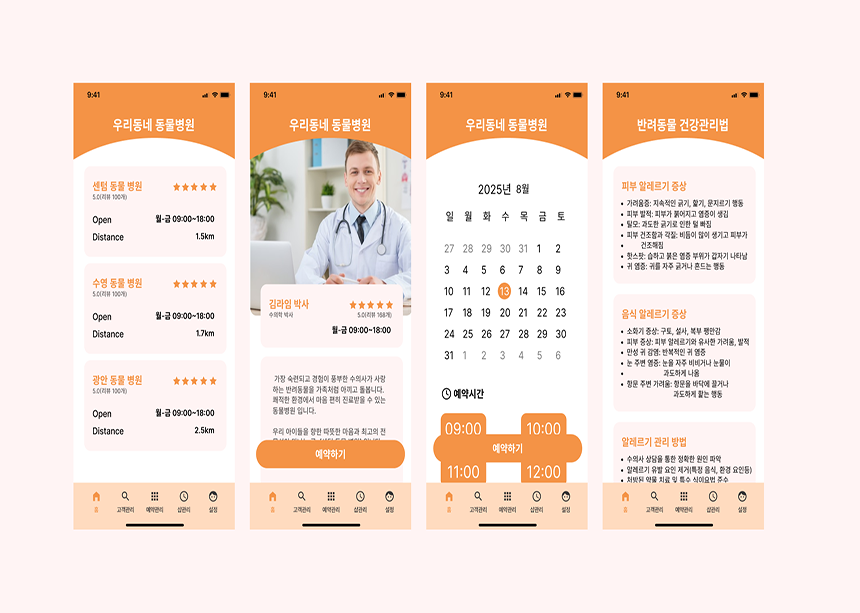 9:41
우리동네 동물병원
센텀 동물 병원
5.0(리뷰 100개)
Open 월-금 09:00~18:00
Distance 1.5km
수영 동물 병원
5.0(리뷰 100개)
Open 월-금 09:00~18:00
Distance 1.7km
광안 동물 병원
5.0(리뷰 100개)
Open 월-금 09:00~18:00
Distance 2.5km
홈 고객관리 예약관리 샵관리 설정
9:41
우리동네 동물병원
김라임 박사
수의학 박사 5.0(리뷰 168개)
월-금 09:00~18:00
가장 숙련되고 경험이 풍부한 수의사가 사랑
하는 반려동물을 가족처럼 아끼고 돌봅니다.
쾌적한 환경에서 마음 편히 진료받을 수 있는
동물병원 입니다.
우리 아이들을 향한 따뜻한 마음과 최고의 전
예약하기
홈 고객관리 예약관리 샵관리 설정
9:41
우리동네 동물병원
2025년 8월
일 월 화 수 목 금 토
27 28 29 30 31 1 2
3 4 5 6 7 8 9
10 11 12 13 14 15 16
17 18 19 20 21 22 23
24 25 26 27 28 29 30
31 1 2 3 4 5 6
예약시간
09:00 10:00
예약하기
11:00 12:00
홈 고객관리 예약관리 샵관리 설정
9:41
반려동물 건강관리법
피부 알레르기 증상
• 가려움증: 지속적인 긁기, 핥기, 문지르기 행동
• 피부 발적: 피부가 붉어지고 염증이 생김
• 탈모: 과도한 긁기로 인한 털 빠짐
• 피부 건조함과 각질: 비듬이 많이 생기고 피부가
• 건조해짐
• 핫스팟: 습하고 붉은 염증 부위가 갑자기 나타남
• 귀 염증: 귀를 자주 긁거나 흔드는 행동
음식 알레르기 증상
• 소화기 증상: 구토, 설사, 복부 팽만감
• 피부 증상: 피부 알레르기와 유사한 가려움, 발적
• 만성 귀 감염: 반복적인 귀 염증
• 눈 주변 염증: 눈을 자주 비비거나 눈물이
• 과도하게 나옴
• 항문 주변 가려움: 항문을 바닥에 끌거나
과도하게 핥는 행동
알레르기 관리 방법
• 수의사 상담을 통한 정확한 원인 파악
• 알레르기 유발 요인 제거(특정 음식, 환경 요인등)
• 처방된 약물 치료 및 특수 식이요법 준수
홈 고객관리 예약관리 샵관리 설정